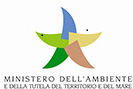 MINISTERO DELL'AMBIENTE
E DELLA TUTELA DEL TERRITORIO E DEL MARE